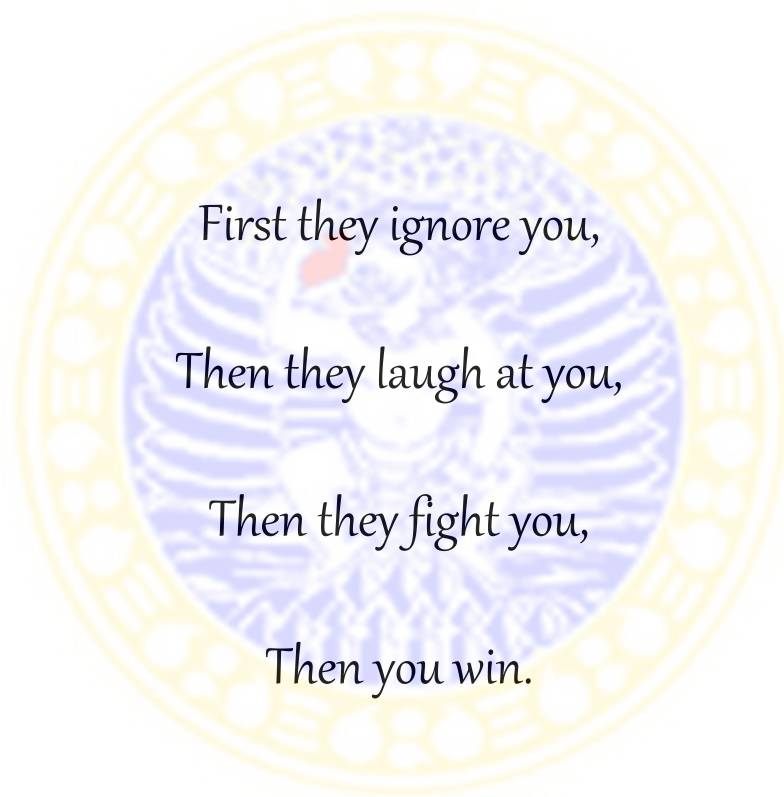 First they ignore you,
Then they laugh at you,
Then they fight you,
Then you win.